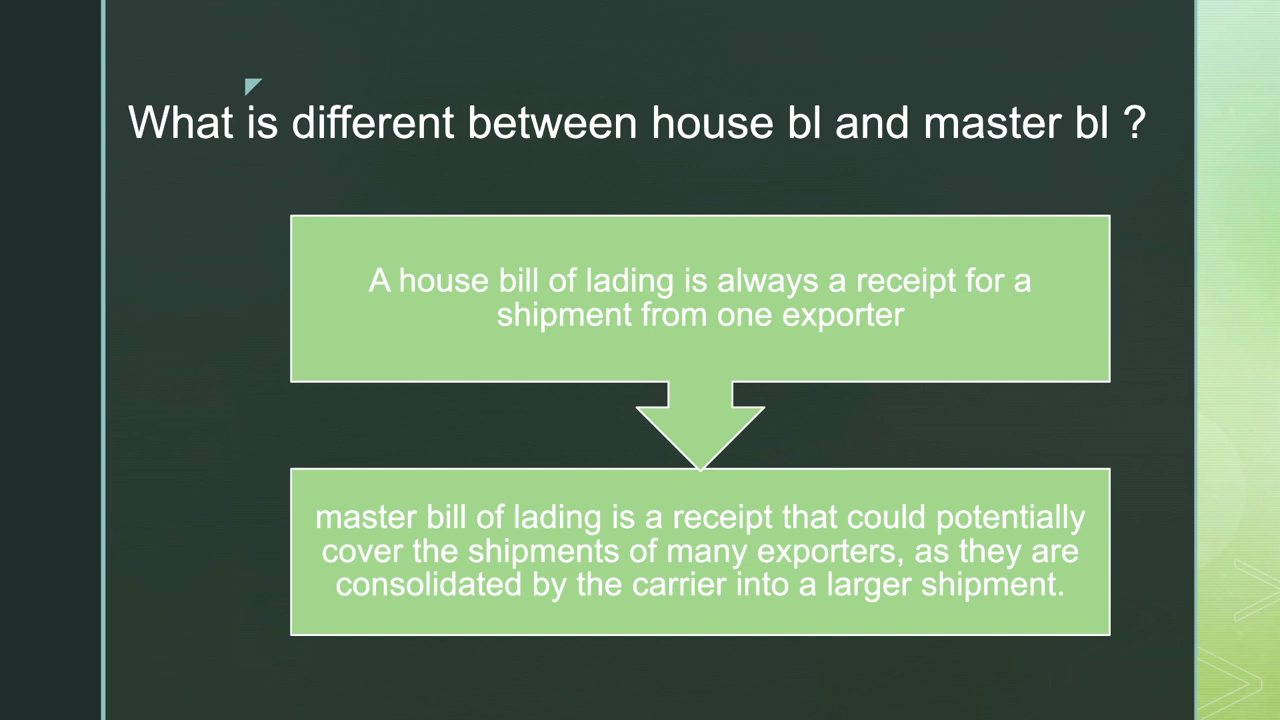 What is different between house bl and master bl ?
A house bill of lading is always a receipt for a
shipment from one exporter
master bill of lading is a receipt that could potentially
cover the shipments of many exporters, as they are
consolidated by the carrier into a larger shipment.